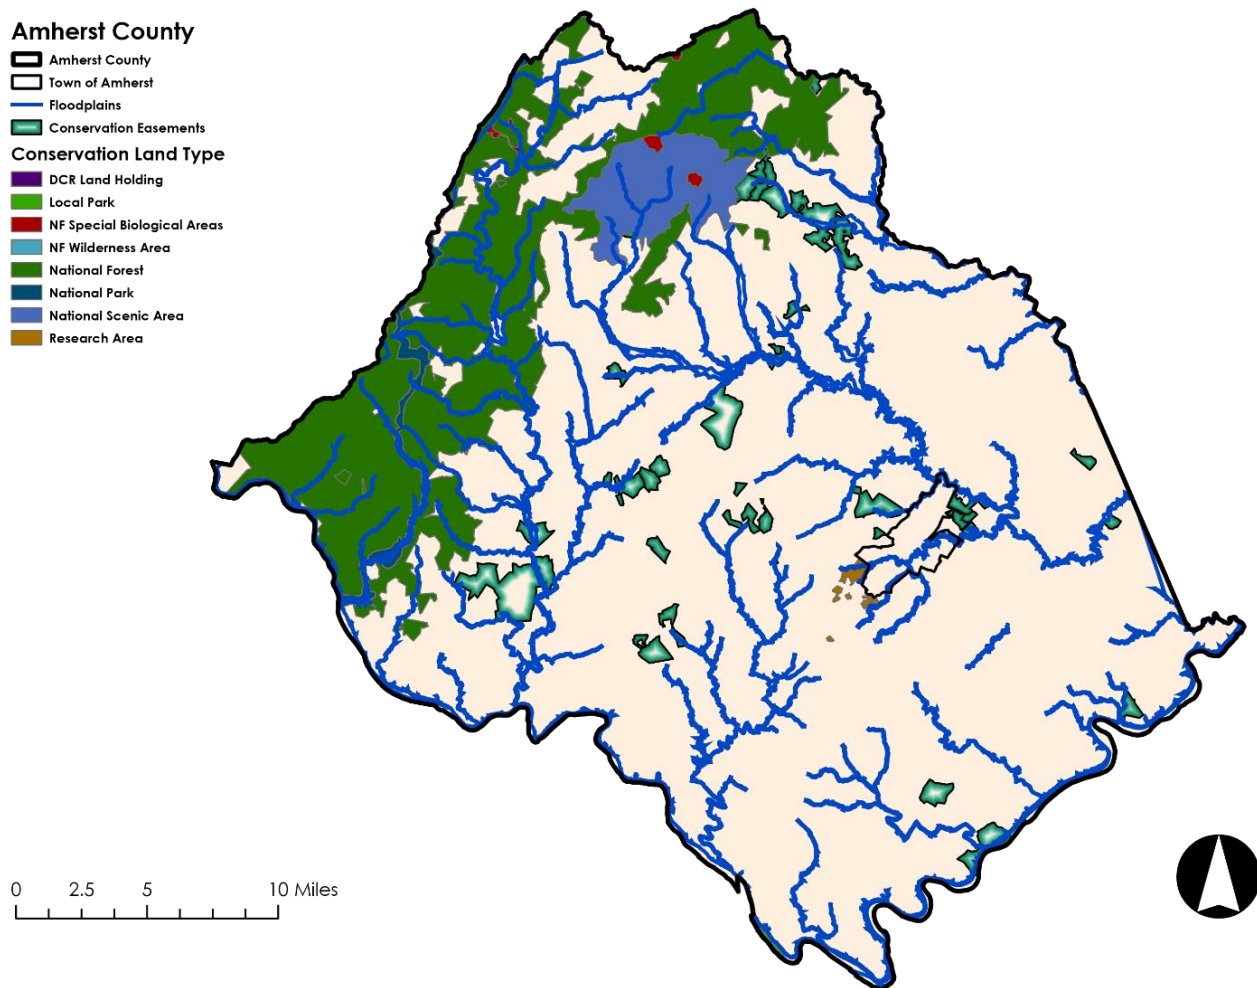 Amherst County
Amherst County
Town of Amherst
Floodplains
Conservation Easements
Conservation Land Type
DCR Land Holding
Local Park
NF Special Biological Areas
NF Wilderness Area
National Forest
National Park
National Scenic Area
Research Area
0 2.5 5 10 Miles